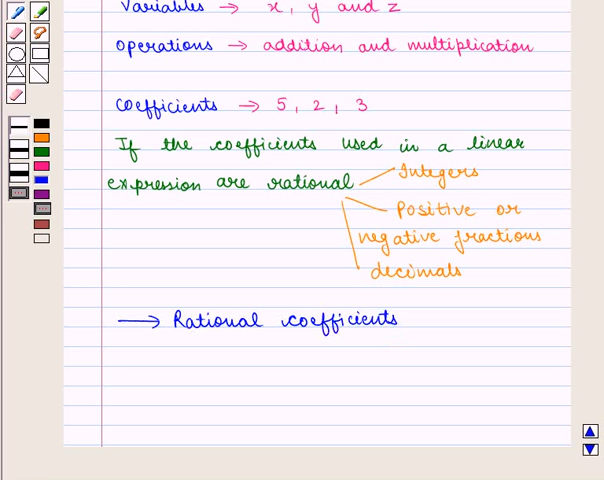 Variables → x, y and z
Operations → addition and multiplication
Coefficients → 5, 2, 3
If the coefficients used in a linear
expression are rational
Integers
Positive or
negative fractions
decimals
→ Rational coefficients